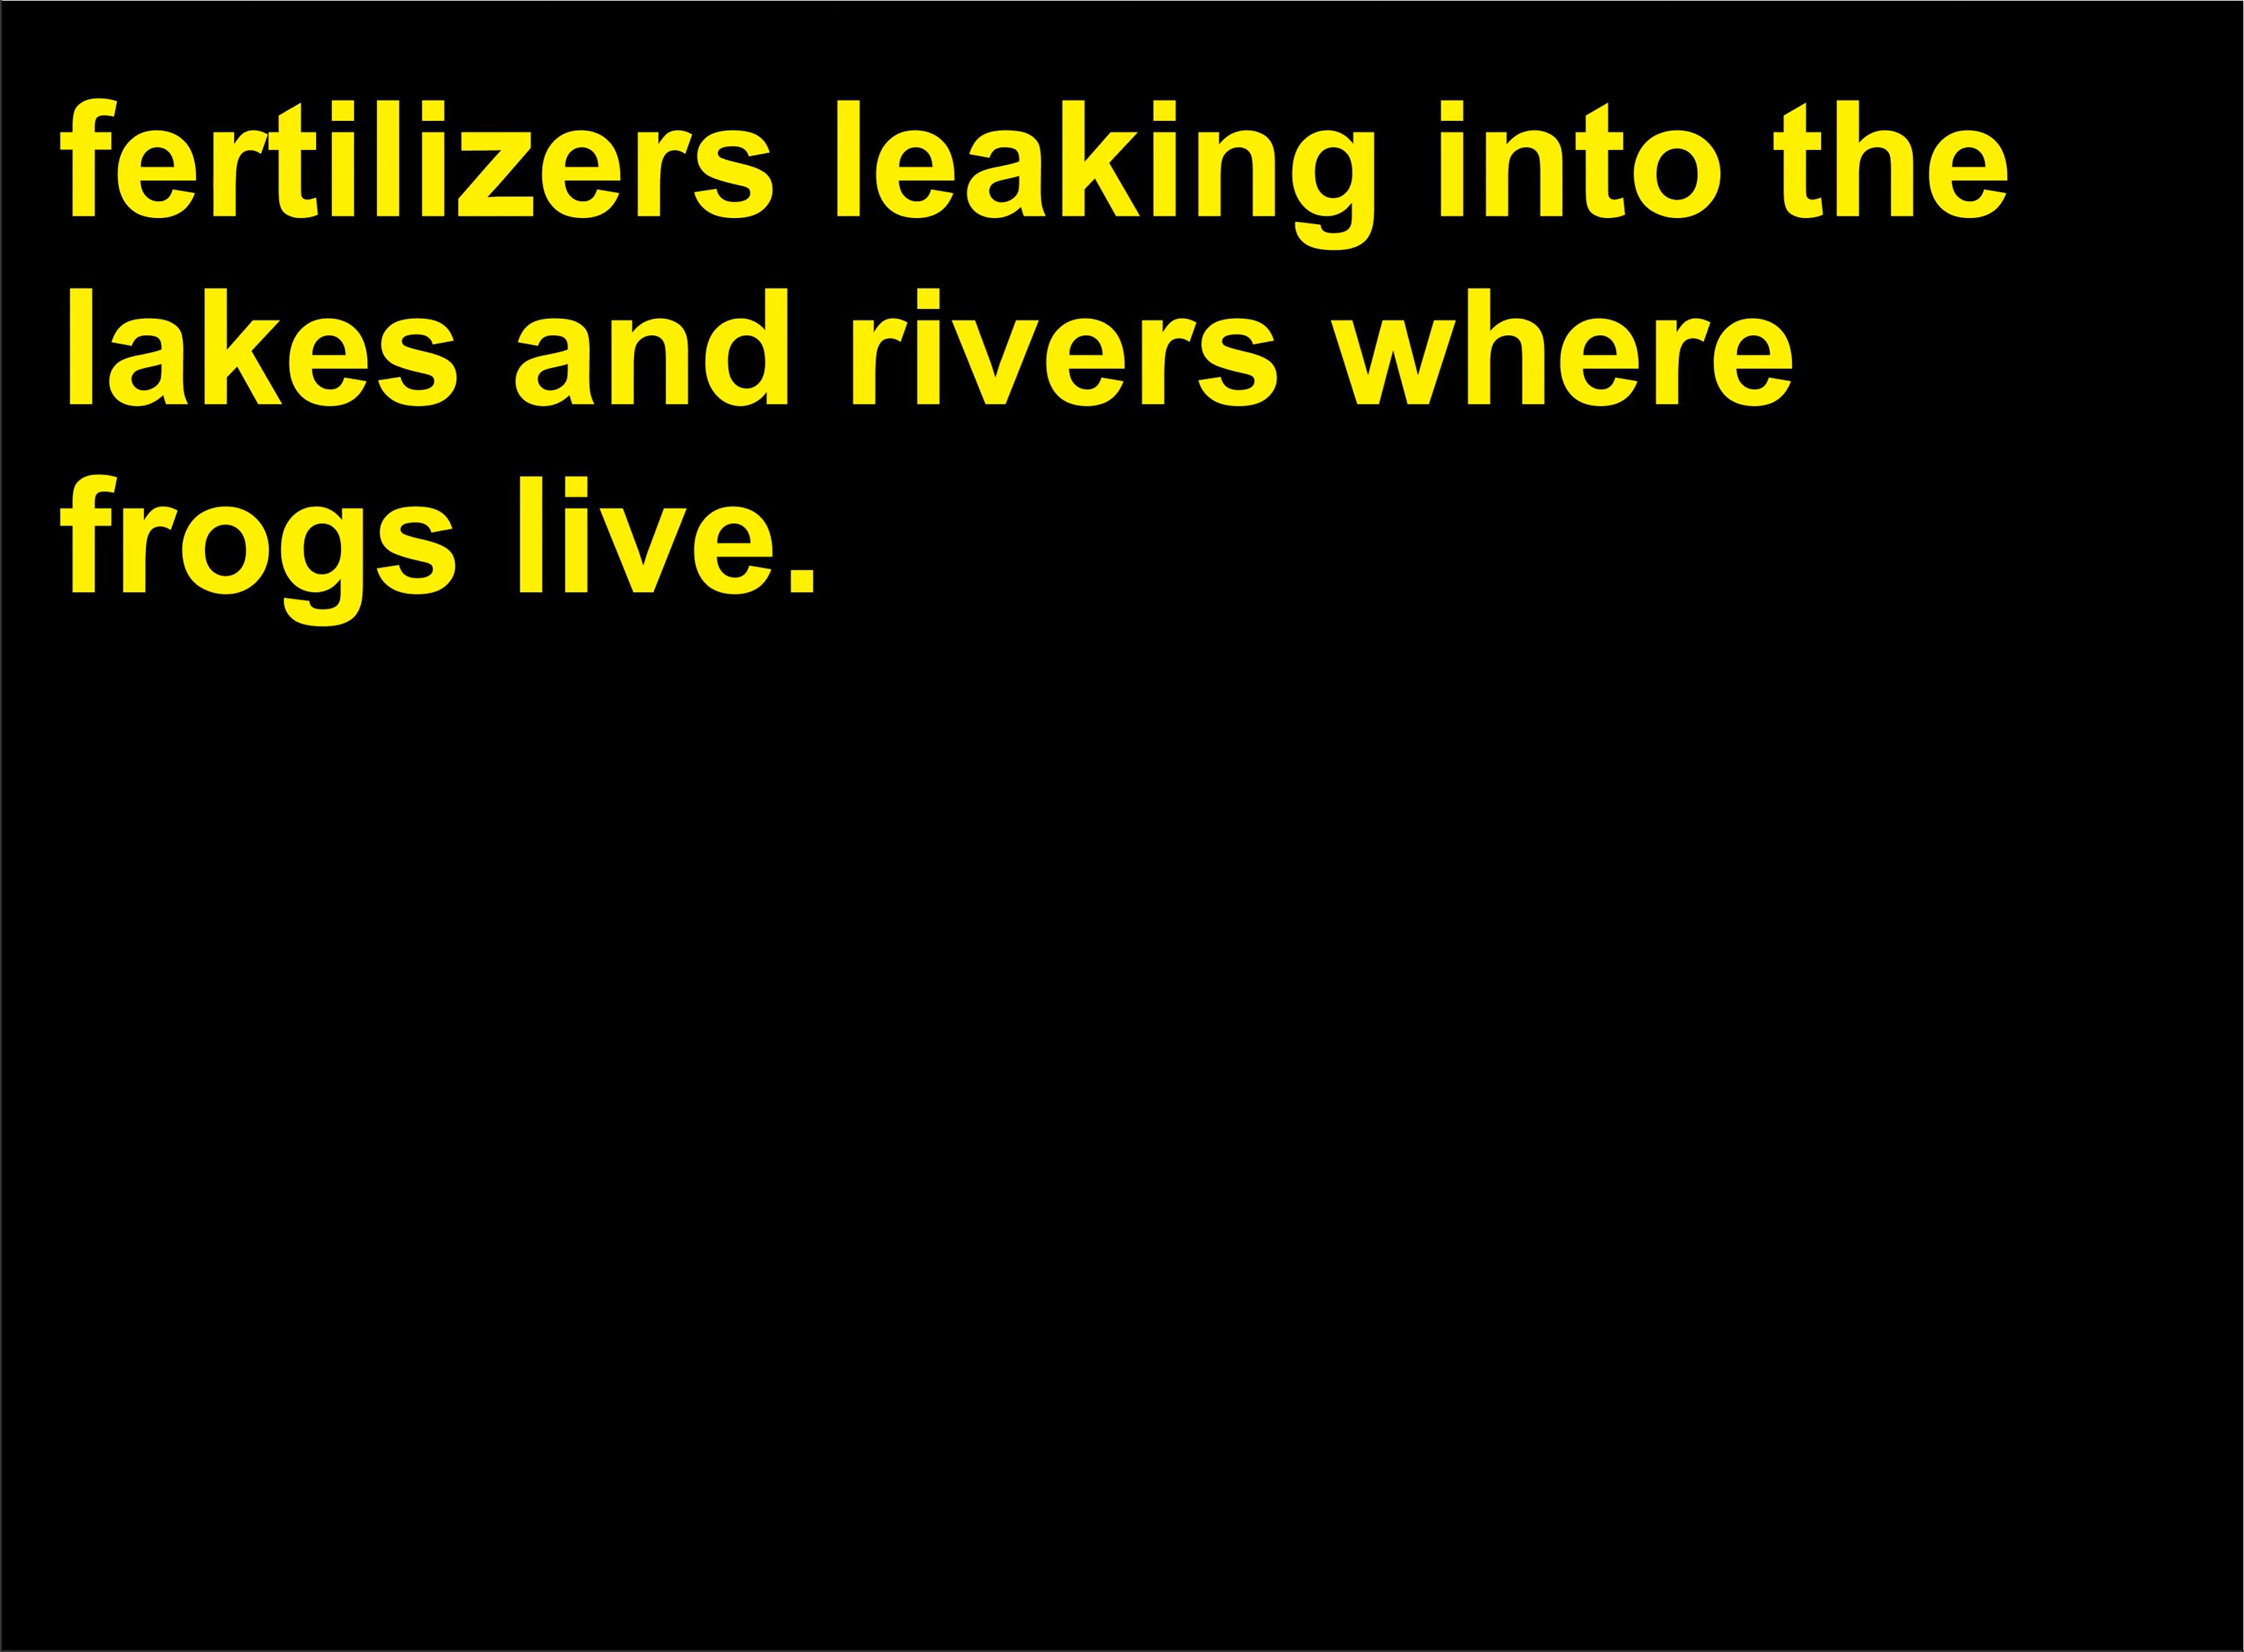 fertilizers leaking into the
lakes and rivers where
frogs live.